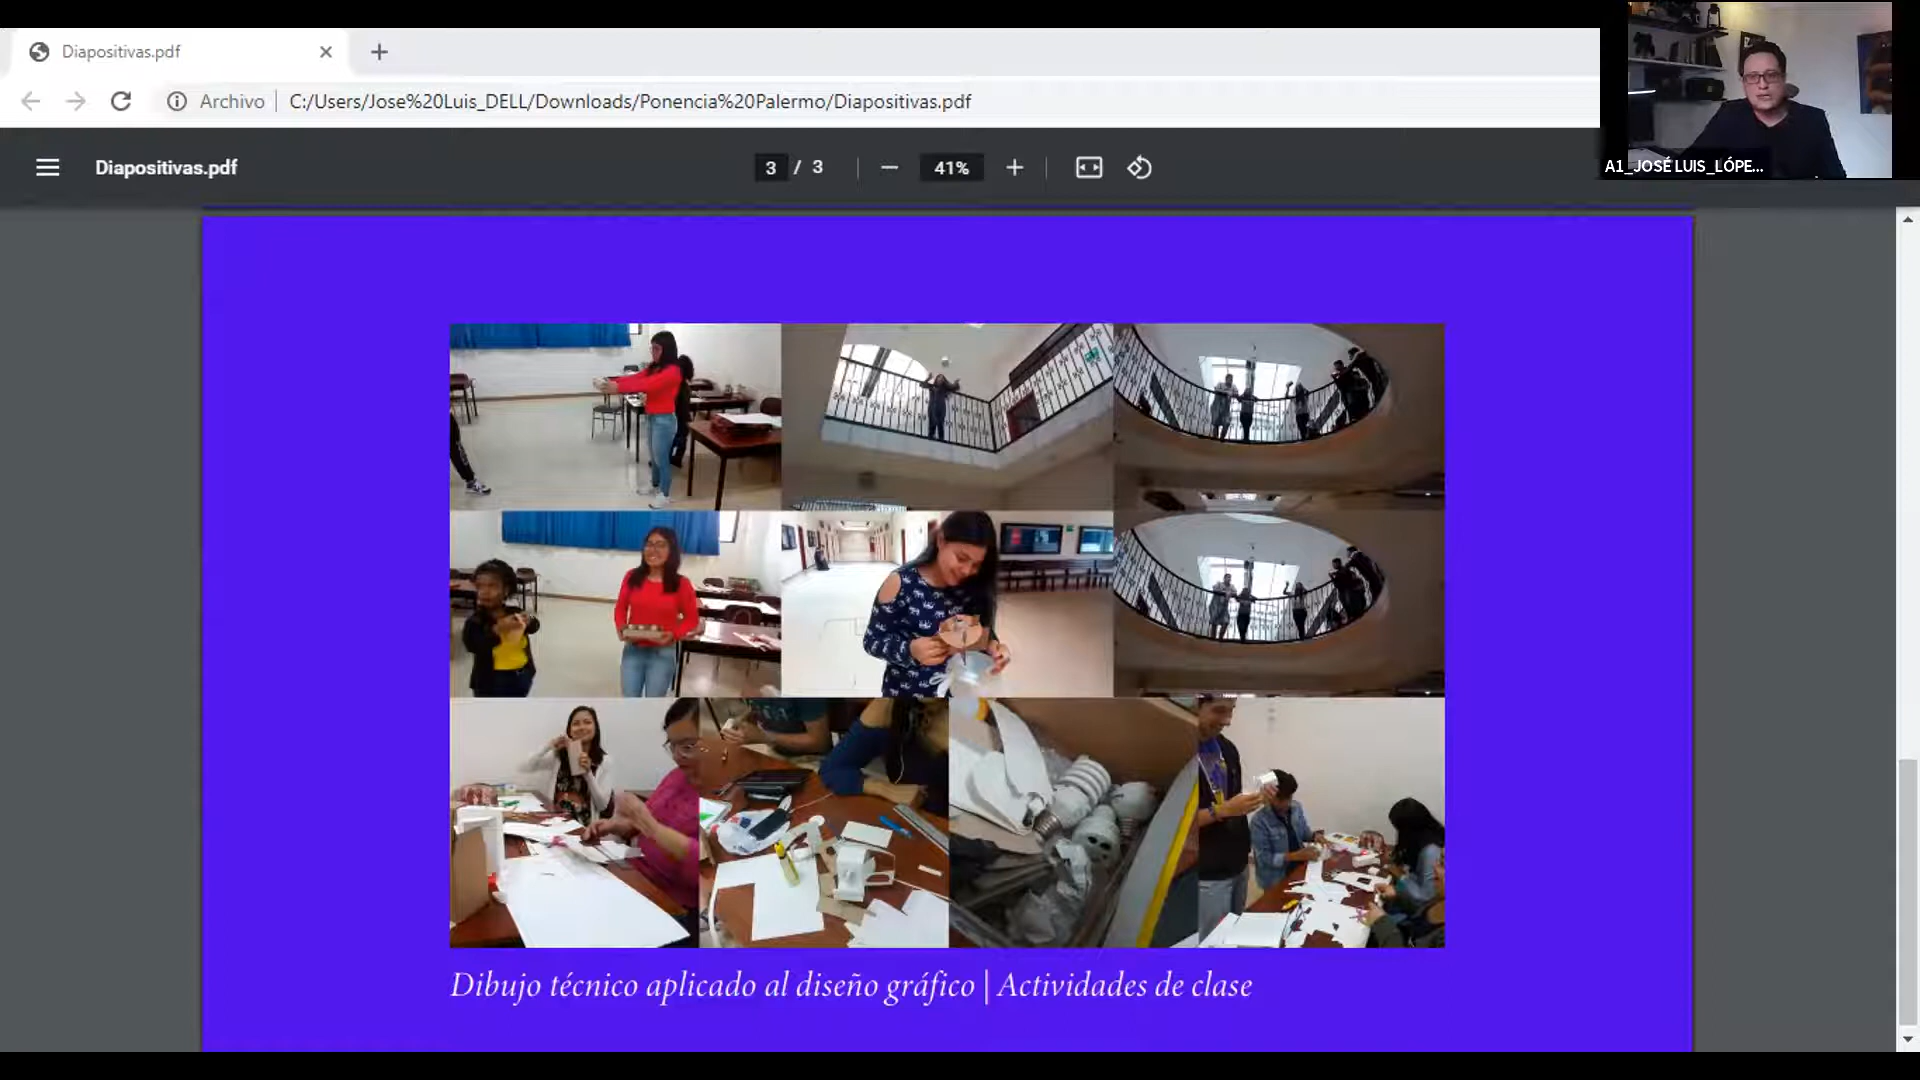 Diapositivas.pdf
Archivo
C:/Users/Jose%20Luis_DELL/Downloads/Ponencia%20Palermo/Diapositivas.pdf
Diapositivas.pdf
3 / 3
41%
A1_JOSÉ LUIS_LÓPE...
Dibujo técnico aplicado al diseño gráfico | Actividades de clase